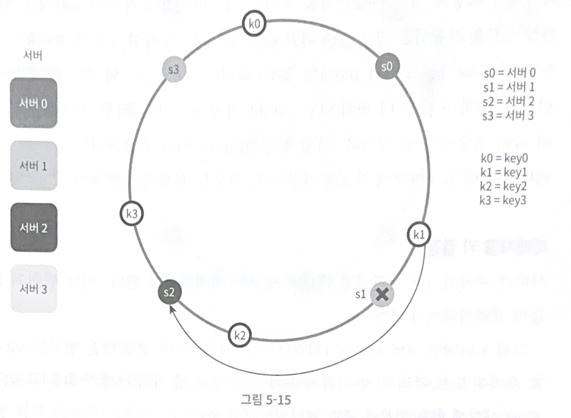 서버
서버 0
서버 1
서버 2
서버 3
k0
s0
s3
k3
k1
s2
s1
k2
s0 = 서버 0
s1 = 서버 1
s2 = 서버 2
s3 = 서버 3
k0 = key0
k1 = key1
k2 = key2
k3 = key3
그림 5-15